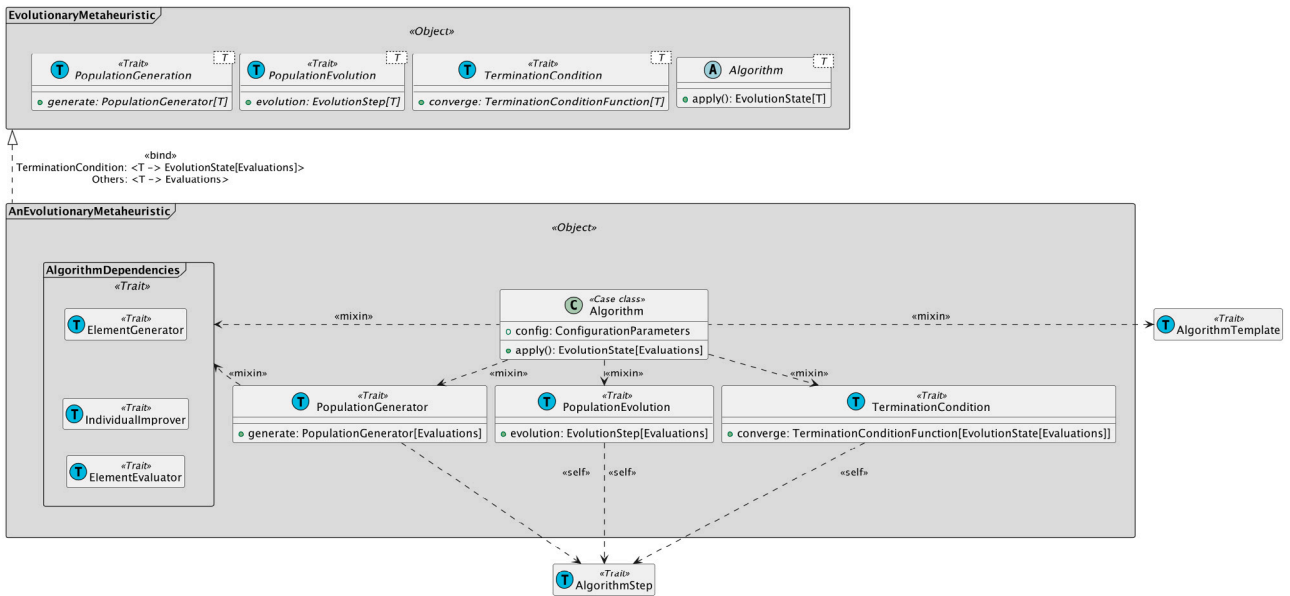 EvolutionaryMetaheuristic
«Object»
T
«Trait»
PopulationGeneration
T
generate: PopulationGenerator[T]
T
«Trait»
PopulationEvolution
T
evolution: EvolutionStep[T]
T
«Trait»
TerminationCondition
T
converge: TerminationConditionFunction[T]
A
Algorithm
T
apply(): EvolutionState[T]
«bind»
TerminationCondition: <T -> EvolutionState[Evaluations]>
Others: <T -> Evaluations>
AnEvolutionaryMetaheuristic
«Object»
AlgorithmDependencies
«Trait»
T
«Trait»
ElementGenerator
T
«Trait»
IndividualImprover
T
«Trait»
ElementEvaluator
«mixin»
C
«Case class»
Algorithm
config: ConfigurationParameters
apply(): EvolutionState[Evaluations]
«mixin»
T
«Trait»
AlgorithmTemplate
«mixin»
«mixin»
«mixin»
«mixin»
T
«Trait»
PopulationGenerator
generate: PopulationGenerator[Evaluations]
T
«Trait»
PopulationEvolution
evolution: EvolutionStep[Evaluations]
T
«Trait»
TerminationCondition
converge: TerminationConditionFunction[EvolutionState[Evaluations]]
«self»
«self»
«self»
T
«Trait»
AlgorithmStep